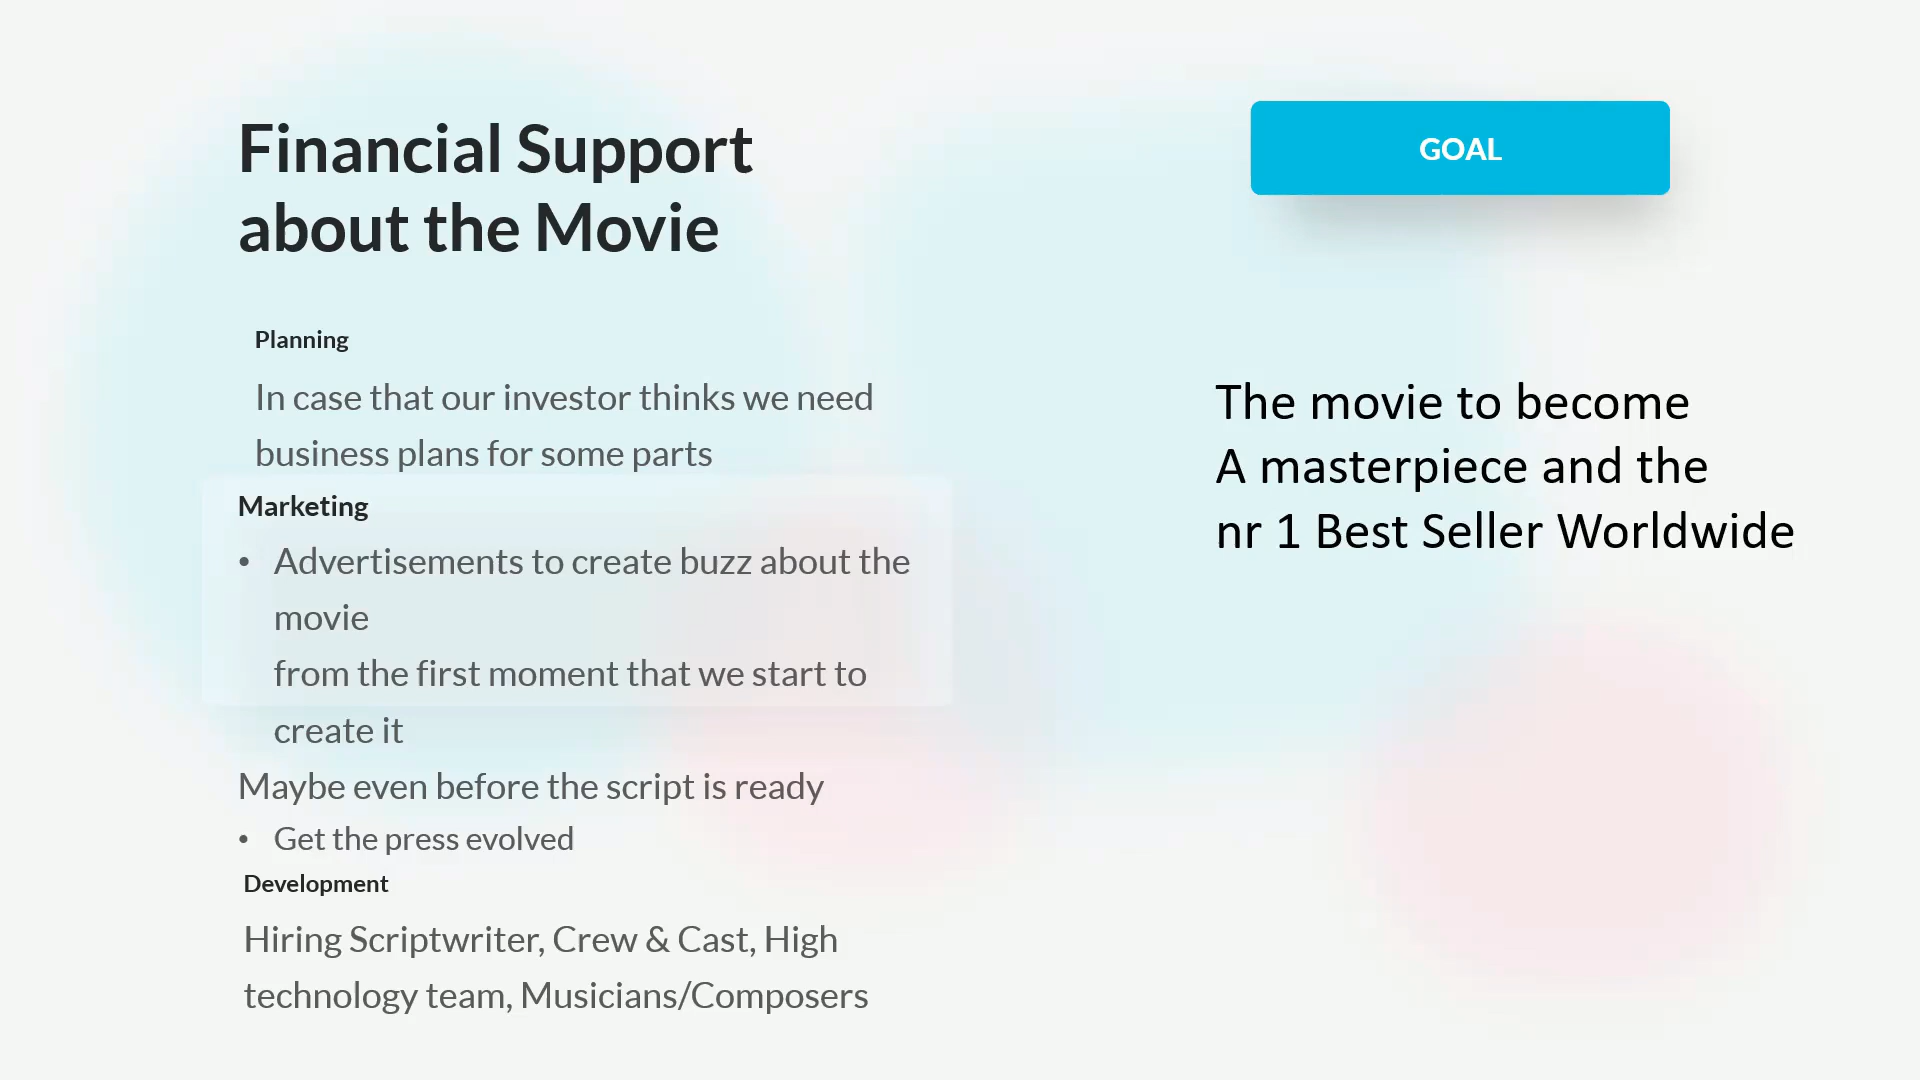 Financial Support
about the Movie
Planning
In case that our investor thinks we need
business plans for some parts
Marketing
• Advertisements to create buzz about the
movie
from the first moment that we start to
create it
Maybe even before the script is ready
• Get the press evolved
Development
Hiring Scriptwriter, Crew & Cast, High
technology team, Musicians/Composers
GOAL
The movie to become
A masterpiece and the
nr 1 Best Seller Worldwide